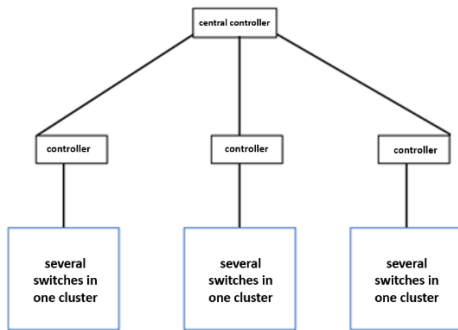 central controller
controller
controller
controller
several
switches in
one cluster
several
switches in
one cluster
several
switches in
one cluster